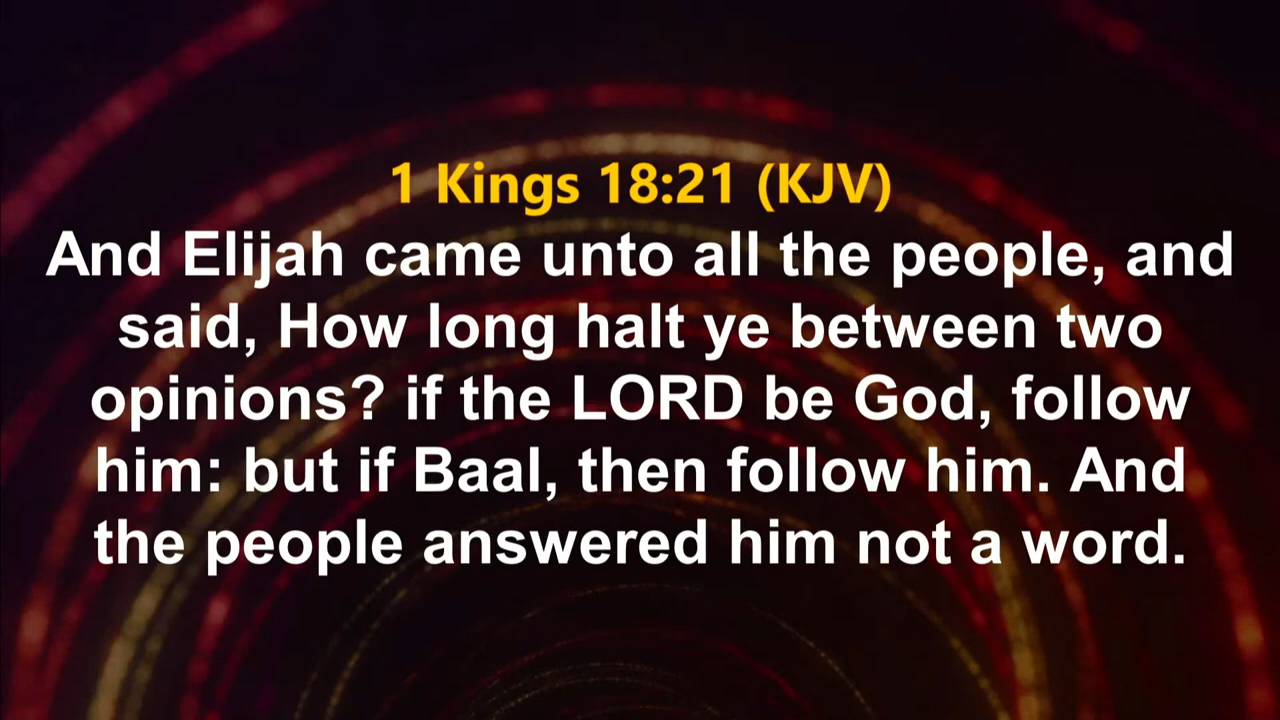 1 Kings 18:21 (KJV)
And Elijah came unto all the people, and
said, How long halt ye between two
opinions? if the LORD be God, follow
him: but if Baal, then follow him. And
the people answered him not a word.